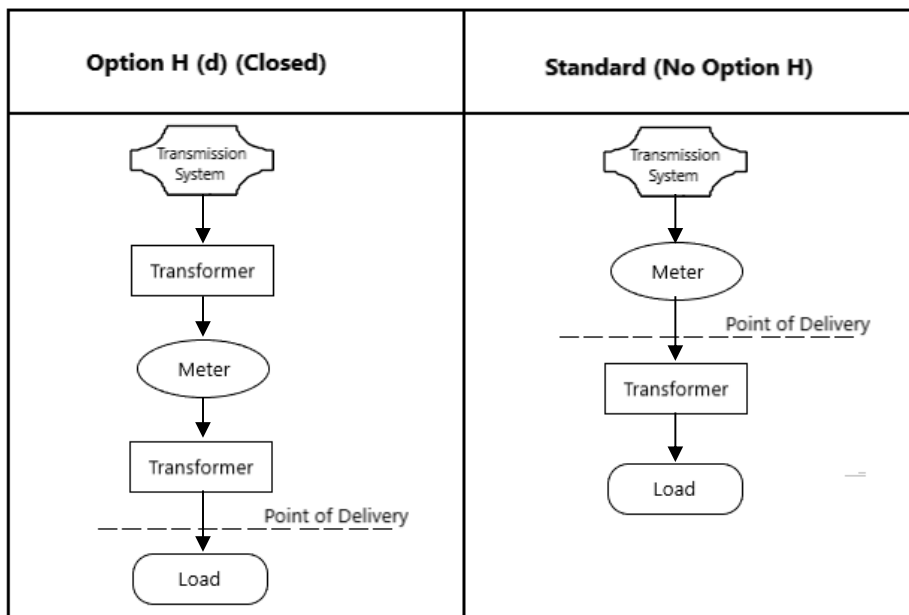 Option H (d) (Closed)
Standard (No Option H)
Transmission
System
Transformer
Meter
Transformer
Point of Delivery
Load
Transmission
System
Meter
Point of Delivery
Transformer
Load